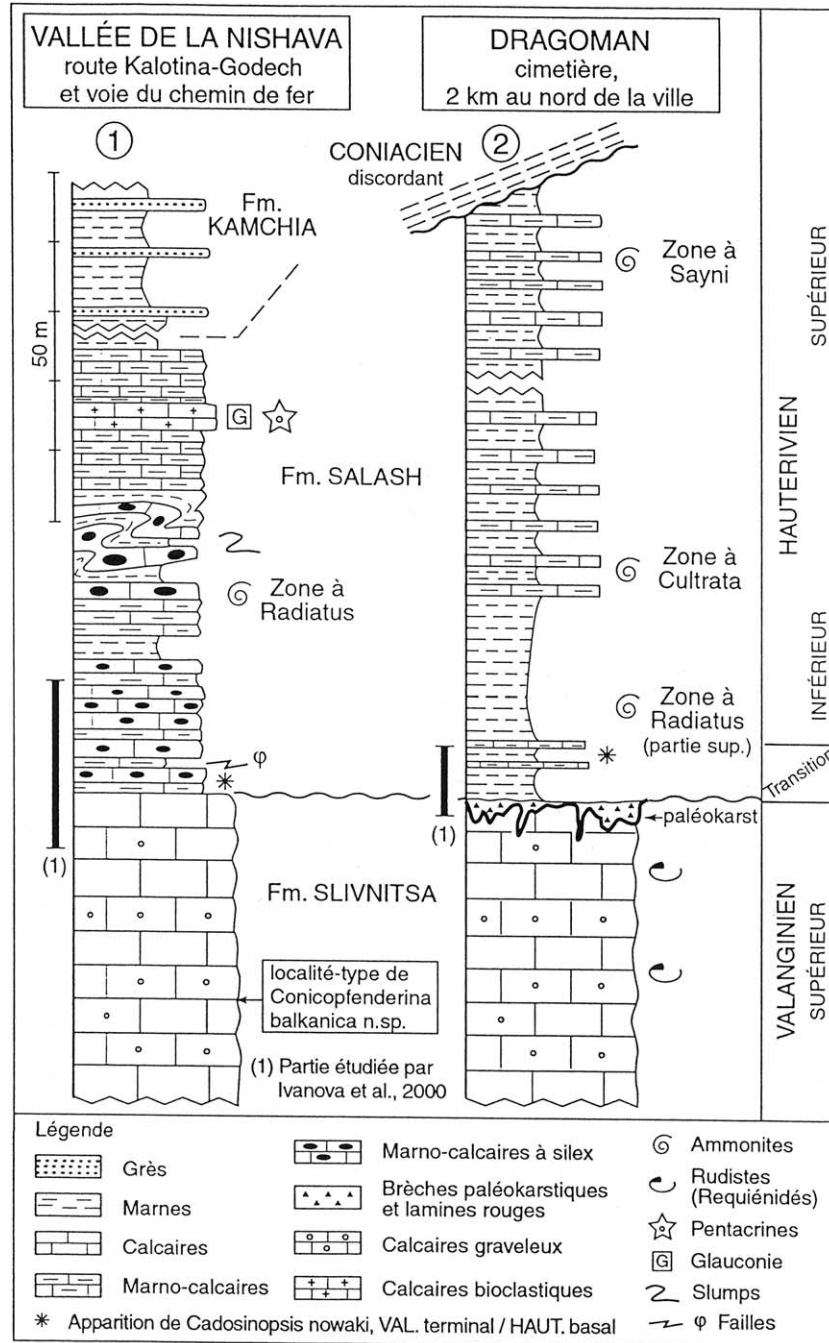 VALLÉE DE LA NISHAVA
route Kalotina-Godech
et voie du chemin de fer
DRAGOMAN
cimetière,
2 km au nord de la ville
1
2
CONIACIEN
discordant
Fm.
KAMCHIA
50 m
G
Fm. SALASH
Zone à
Radiatus
φ
(1)
Fm. SLIVNITSA
localité-type de
Conicopfenderina
balkanica n.sp.
(1) Partie étudiée par
Ivanova et al., 2000
Zone à
Sayni
Zone à
Cultrata
Zone à
Radiatus
(partie sup.)
(1)
paléokarst
SUPÉRIEUR
HAUTERIVIEN
INFÉRIEUR
Transition
VALANGINIEN
SUPÉRIEUR
Légende
Grès
Marnes
Calcaires
Marno-calcaires
Marno-calcaires à silex
Brèches paléokarstiques
et lamines rouges
Calcaires graveleux
Calcaires bioclastiques
Ammonites
Rudistes
(Requiénidés)
Pentacrines
G Glauconie
Slumps
φ Failles
* Apparition de Cadosinopsis nowaki, VAL. terminal / HAUT. basal